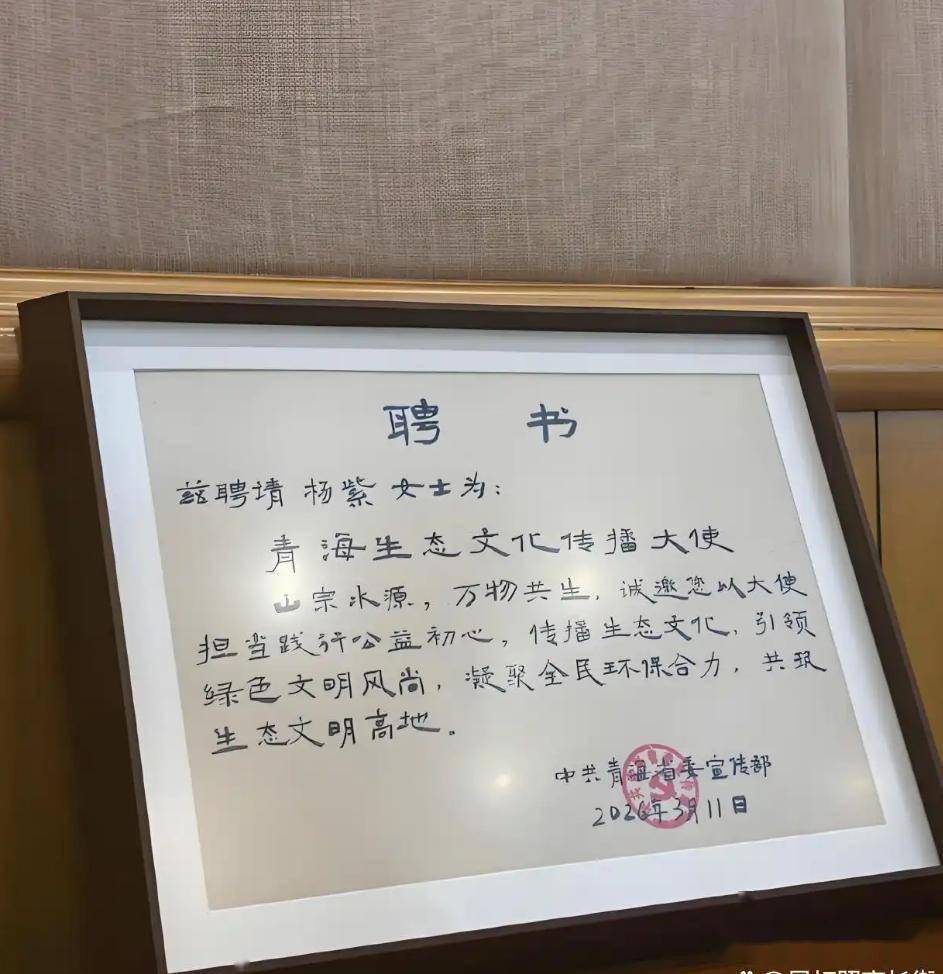 聘 书
兹聘请 杨紫 女士为：
青海生态文化传播大使
山宗水源，万物共生，诚邀您以大使
担当践行公益初心，传播生态文化，引领
绿色文明风尚，凝聚全民环保合力，共筑
生态文明高地。
中共青海省委宣传部
2026年3月11日